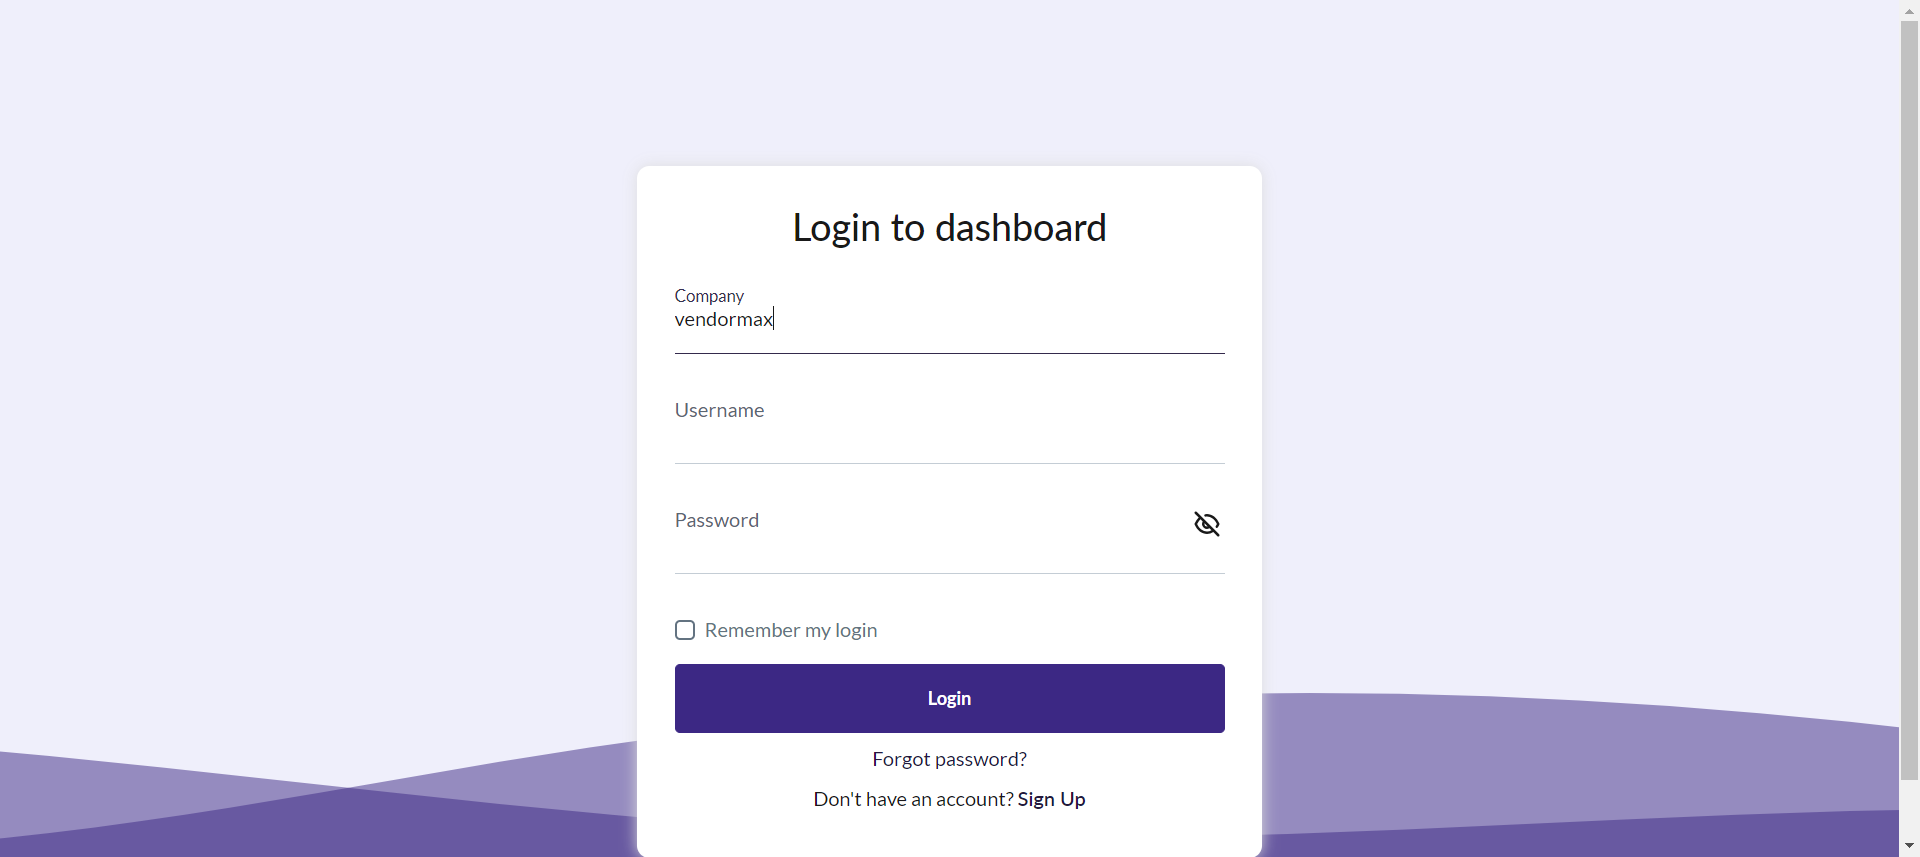 Login to dashboard
Company
vendormax
Username
Password
Remember my login
Login
Forgot password?
Don't have an account? Sign Up